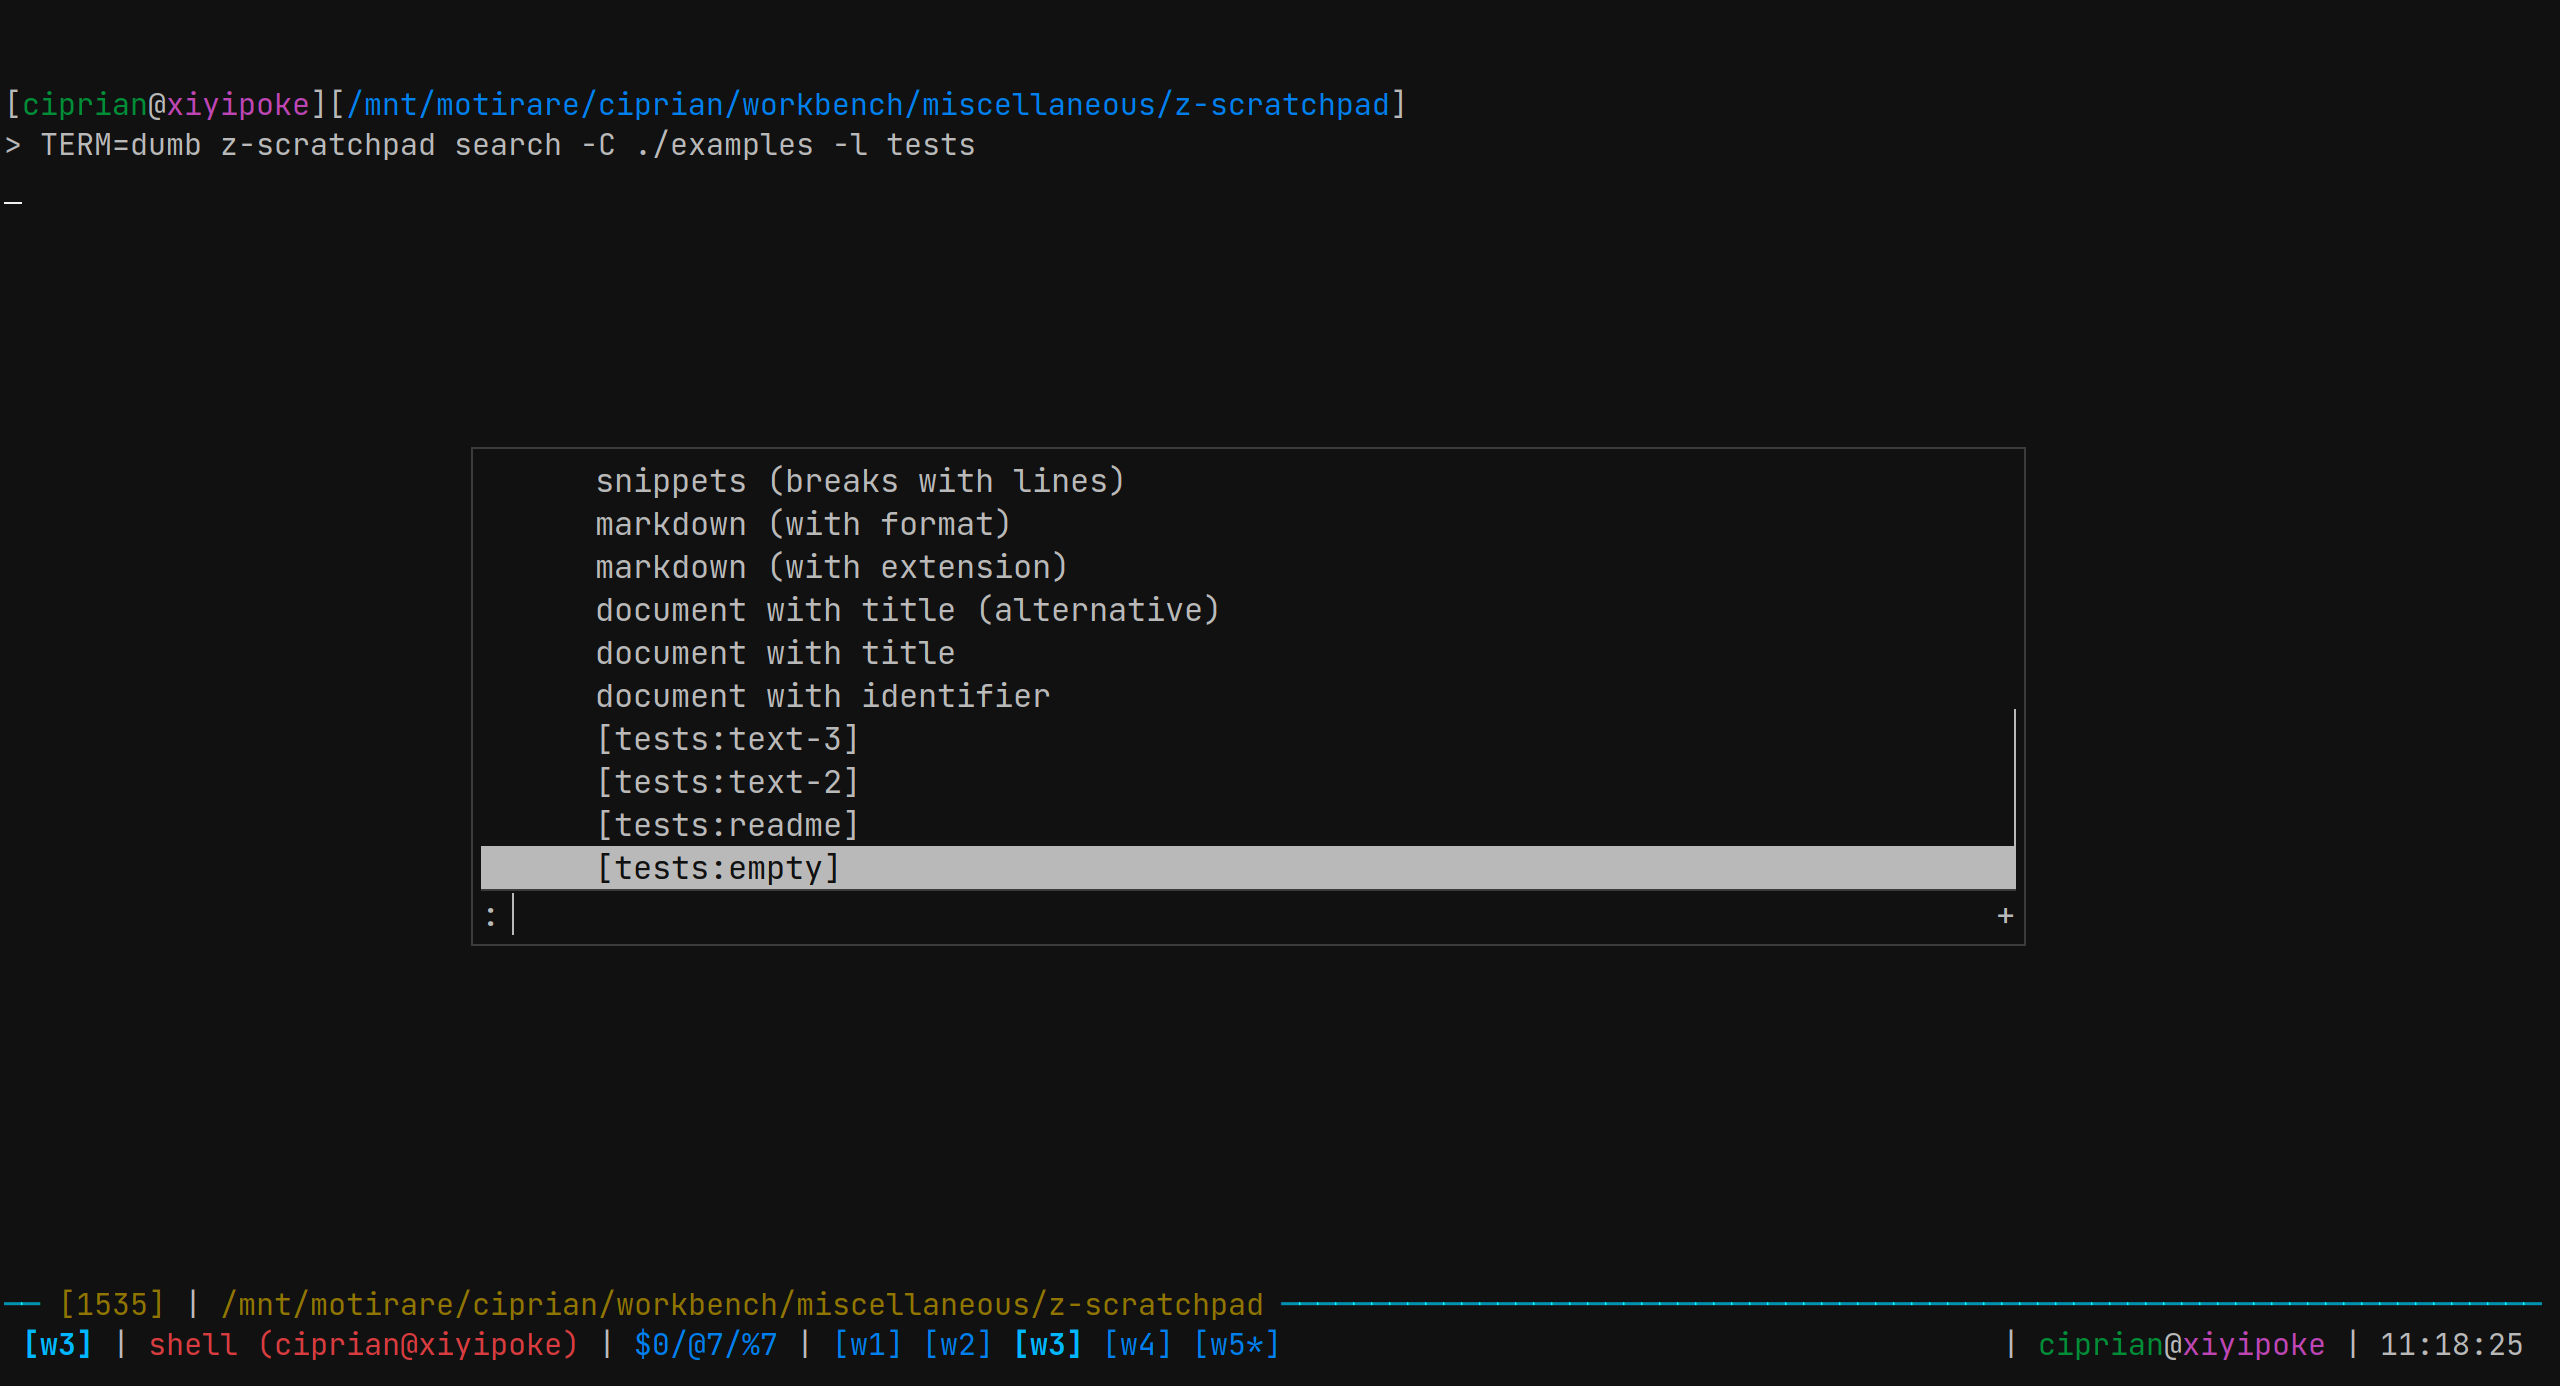 [ciprian@xiyipoke][/mnt/motirare/ciprian/workbench/miscellaneous/z-scratchpad]
> TERM=dumb z-scratchpad search -C ./examples -l tests
snippets (breaks with lines)
markdown (with format)
markdown (with extension)
document with title (alternative)
document with title
document with identifier
[tests:text-3]
[tests:text-2]
[tests:readme]
[tests:empty]
: +
[1535] | /mnt/motirare/ciprian/workbench/miscellaneous/z-scratchpad
[w3] | shell (ciprian@xiyipoke) | $0/@7/%7 | [w1] [w2] [w3] [w4] [w5*] | ciprian@xiyipoke | 11:18:25